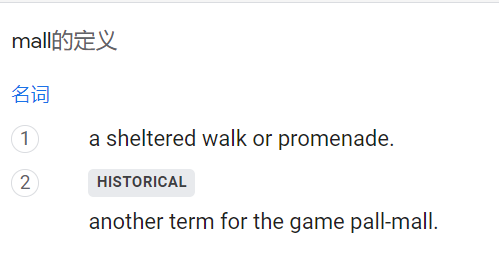 mall的定义
名词
1 a sheltered walk or promenade.
2 HISTORICAL
another term for the game pall-mall.